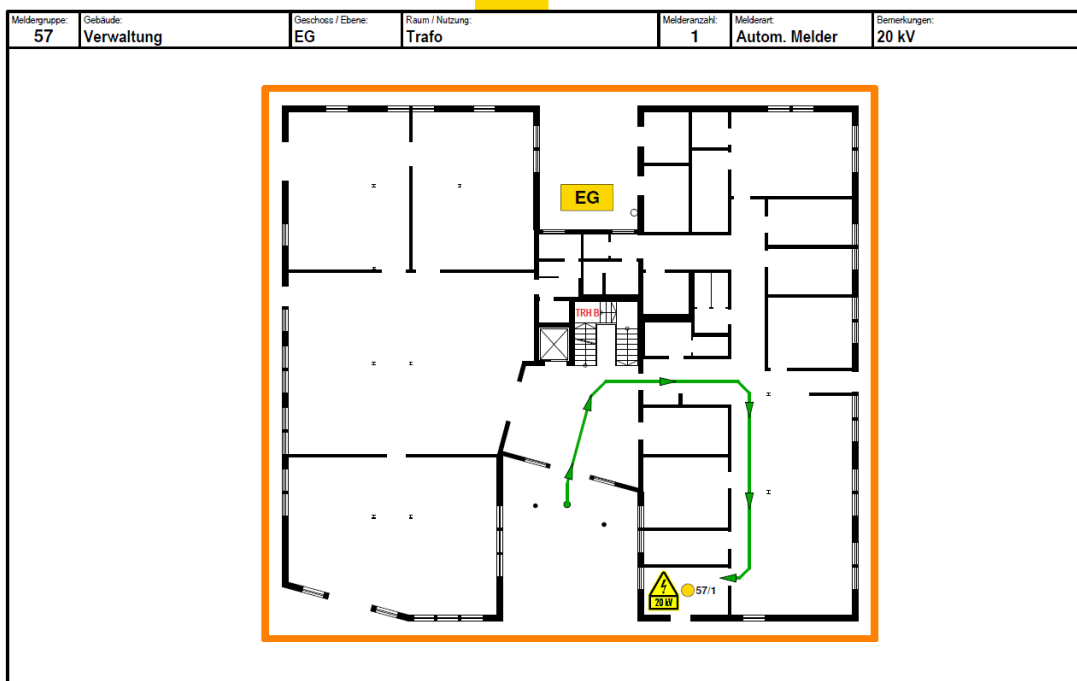 Meldergruppe: Gebäude: Geschoss / Ebene: Raum / Nutzung: Melderanzahl: Melderart: Bemerkungen:
57 Verwaltung EG Trafo 1 Autom. Melder 20 kV
EG
TRH B
57/1
20 kV